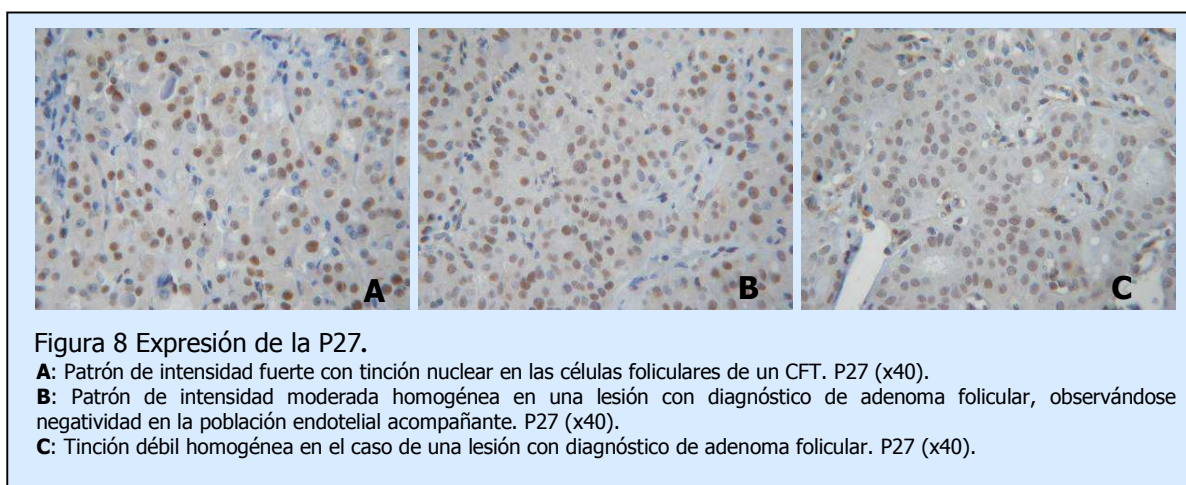 A
B
C
Figura 8 Expresión de la P27.
A: Patrón de intensidad fuerte con tinción nuclear en las células foliculares de un CFT. P27 (x40).
B: Patrón de intensidad moderada homogénea en una lesión con diagnóstico de adenoma folicular, observándose
negatividad en la población endotelial acompañante. P27 (x40).
C: Tinción débil homogénea en el caso de una lesión con diagnóstico de adenoma folicular. P27 (x40).